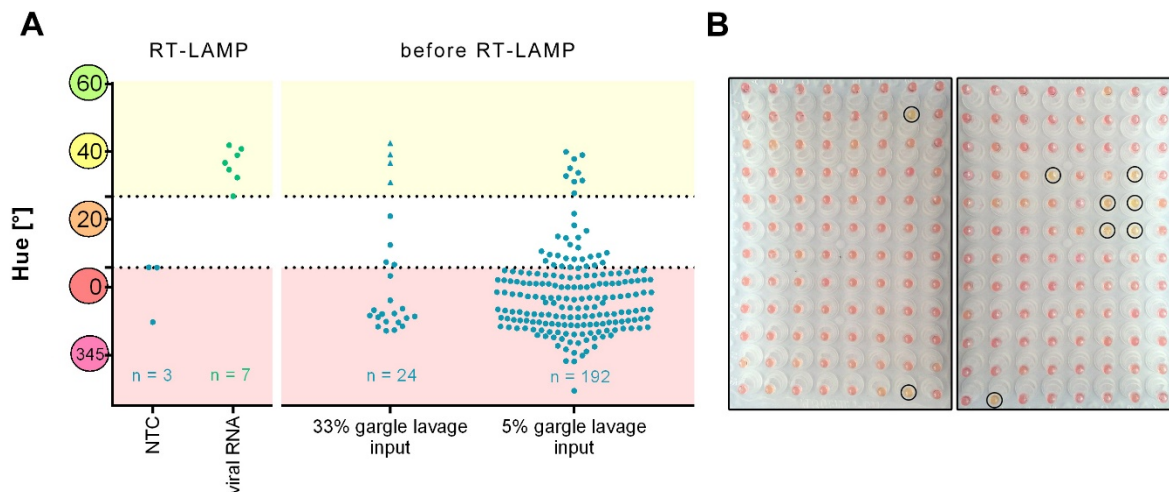 A
B
RT-LAMP
before RT-LAMP
Hue [°]
60
40
20
0
345
n = 3
n = 7
n = 24
n = 192
NTC
viral RNA
33% gargle lavage
input
5% gargle lavage
input